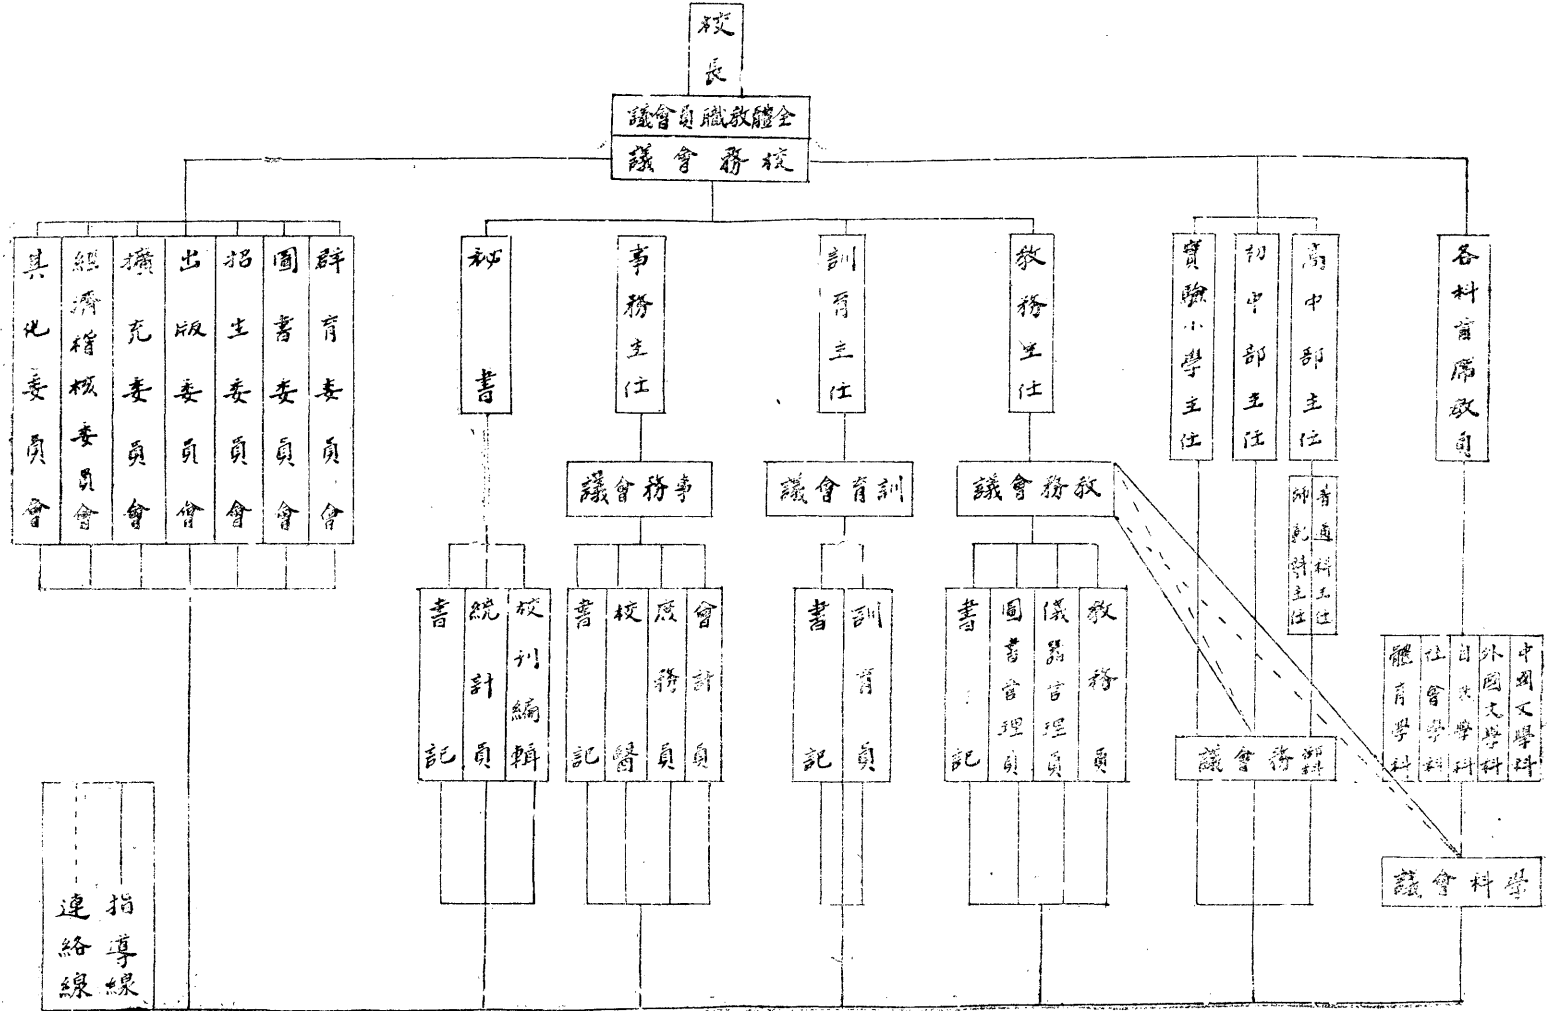 校長
全體教職員會議
校務會議
各科首席教員
高中部主任
初中部主任
實驗小學主任
教務主任
訓育主任
事務主任
秘書
群育委員會
圖書委員會
招生委員會
出版委員會
擴充委員會
經濟稽核委員會
其他委員會
普通科主任
師範科主任
教務會議
訓育會議
事務會議
中國文學科
外國文學科
自然學科
社會學科
體育學科
教務員
儀器管理員
圖書管理員
書記
訓育員
書記
會計員
庶務員
校醫
書記
校刊編輯
統計員
書記
務會議
學科會議
指導線
連絡線